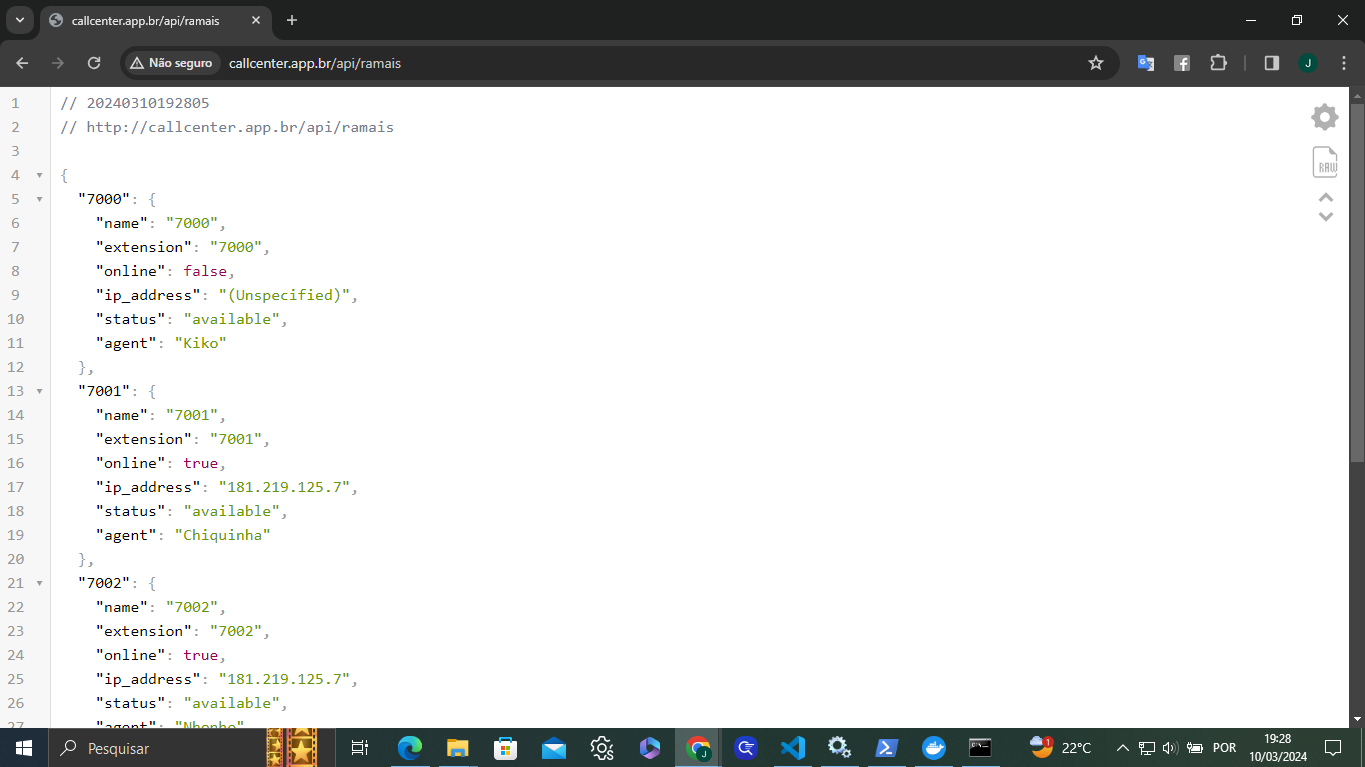 callcenter.app.br/api/ramais
Não seguro
callcenter.app.br/api/ramais
J
1 // 20240310192805
2 // http://callcenter.app.br/api/ramais
3
4 {
5 "7000": {
6 "name": "7000",
7 "extension": "7000",
8 "online": false,
9 "ip_address": "(Unspecified)",
10 "status": "available",
11 "agent": "Kiko"
12 },
13 "7001": {
14 "name": "7001",
15 "extension": "7001",
16 "online": true,
17 "ip_address": "181.219.125.7",
18 "status": "available",
19 "agent": "Chiquinha"
20 },
21 "7002": {
22 "name": "7002",
23 "extension": "7002",
24 "online": true,
25 "ip_address": "181.219.125.7",
26 "status": "available",
27 "agent": "Nhonho"
RAW
Pesquisar
J
1
22°C
POR
19:28
10/03/2024